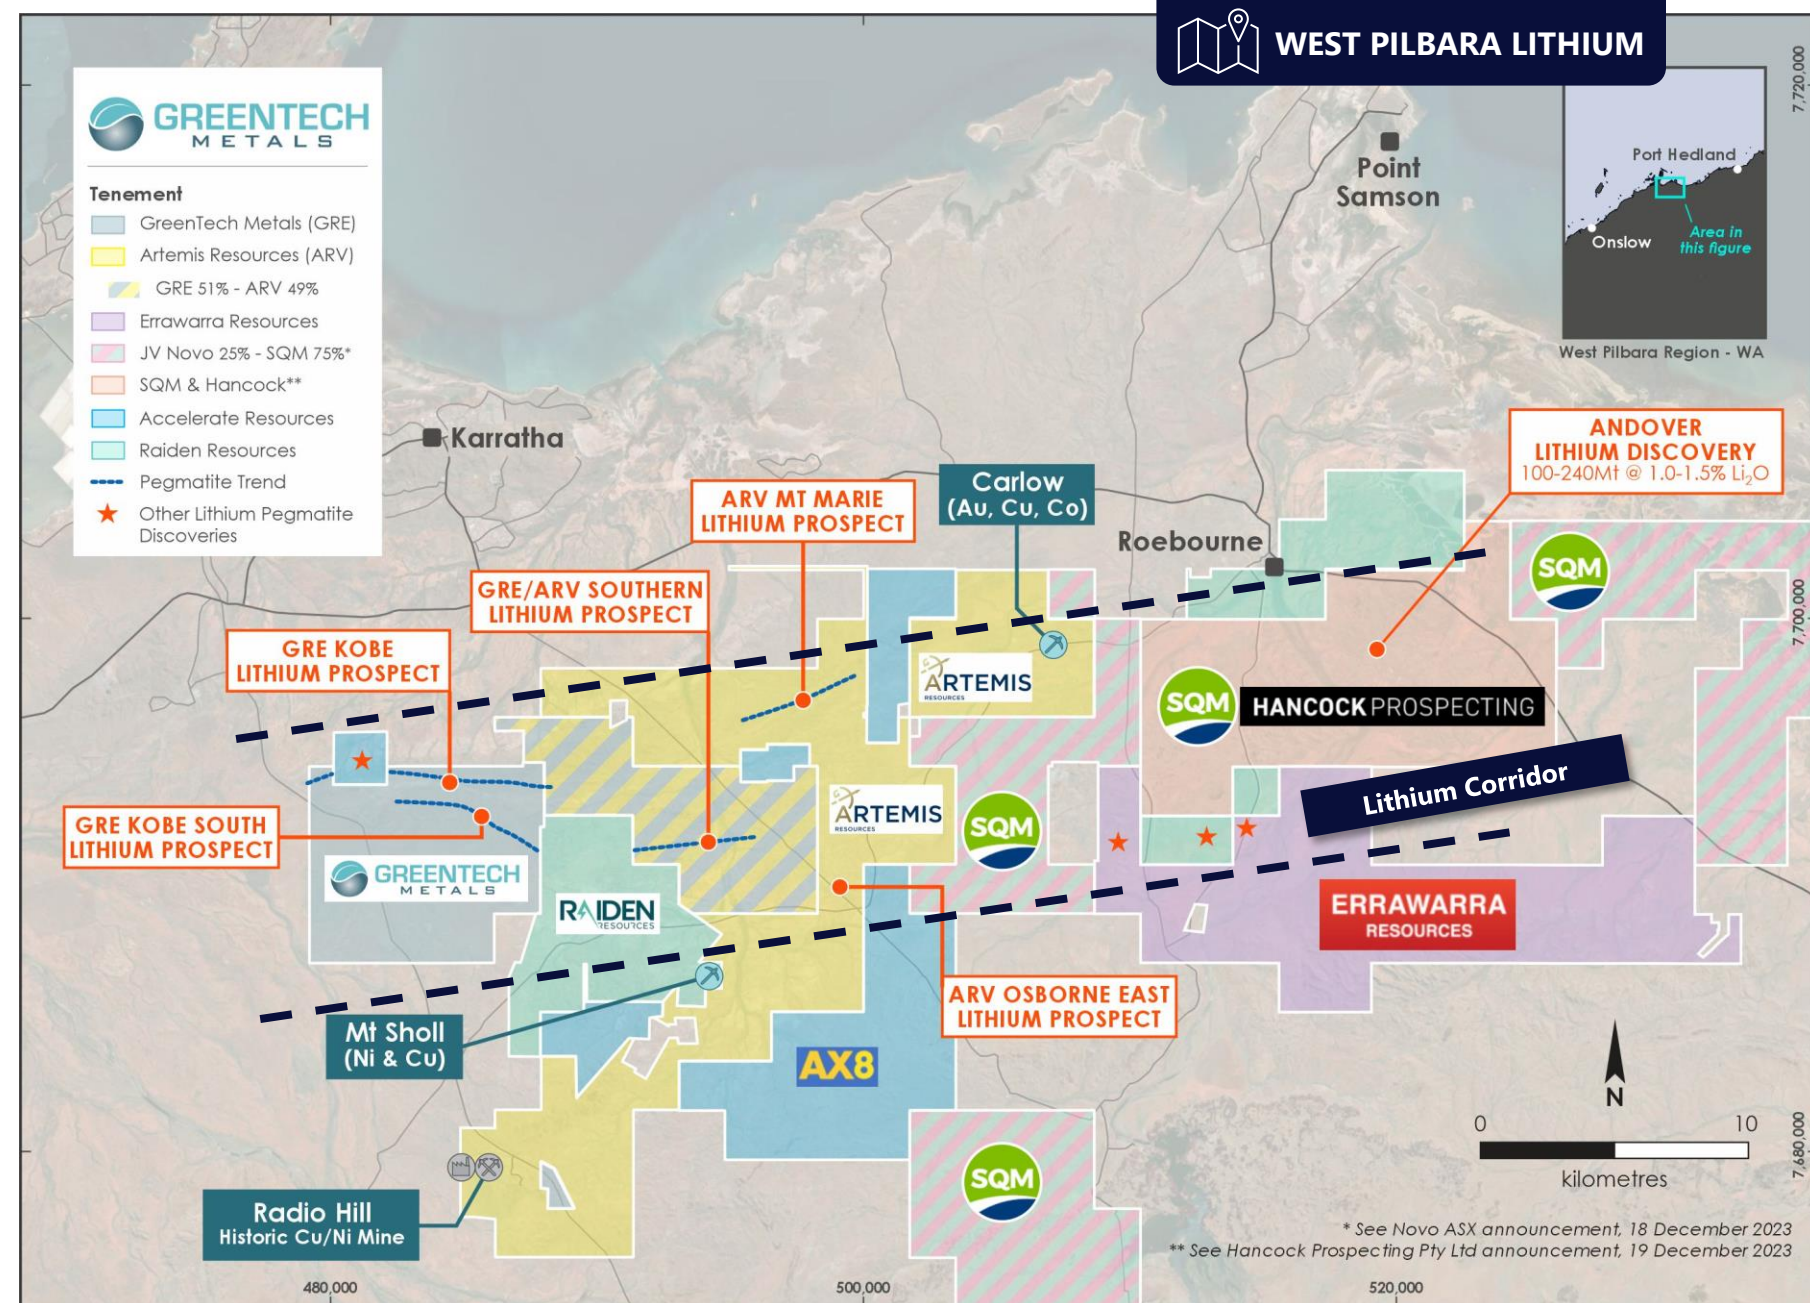 WEST PILBARA LITHIUM
GREENTECH
METALS
Tenement
GreenTech Metals (GRE)
Artemis Resources (ARV)
GRE 51% - ARV 49%
Errawarra Resources
JV Novo 25% - SQM 75%*
SQM & Hancock**
Accelerate Resources
Raiden Resources
Pegmatite Trend
Other Lithium Pegmatite
Discoveries
Point
Samson
Port Hedland
Onslow
Area in
this figure
West Pilbara Region - WA
7,720,000
Karratha
ANDOVER
LITHIUM DISCOVERY
100-240Mt @ 1.0-1.5% Li₂O
Carlow
(Au, Cu, Co)
ARV MT MARIE
LITHIUM PROSPECT
Roebourne
SQM
GRE/ARV SOUTHERN
LITHIUM PROSPECT
7,700,000
GRE KOBE
LITHIUM PROSPECT
ARTEMIS
RESOURCES
SQM
HANCOCK PROSPECTING
Lithium Corridor
ARTEMIS
RESOURCES
SQM
GRE KOBE SOUTH
LITHIUM PROSPECT
GREENTECH
METALS
RAIDEN
RESOURCES
ERRAWARRA
RESOURCES
ARV OSBORNE EAST
LITHIUM PROSPECT
Mt Sholl
(Ni & Cu)
AX8
N
0 10
kilometres
7,680,000
SQM
Radio Hill
Historic Cu/Ni Mine
* See Novo ASX announcement, 18 December 2023
** See Hancock Prospecting Pty Ltd announcement, 19 December 2023
480,000
500,000
520,000